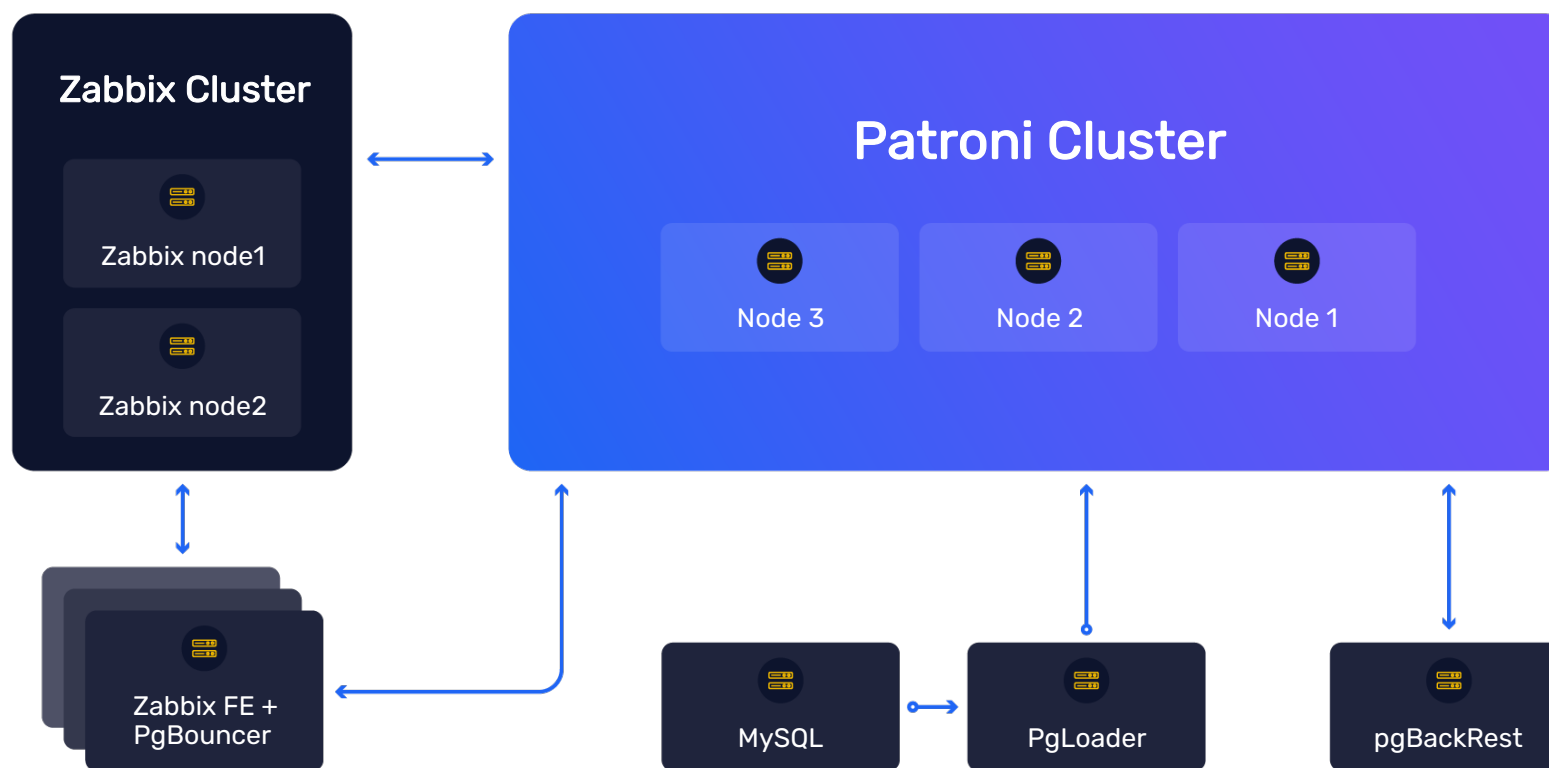 Zabbix Cluster
Zabbix node1
Zabbix node2
Patroni Cluster
Node 3
Node 2
Node 1
Zabbix FE +
PgBouncer
MySQL
PgLoader
pgBackRest